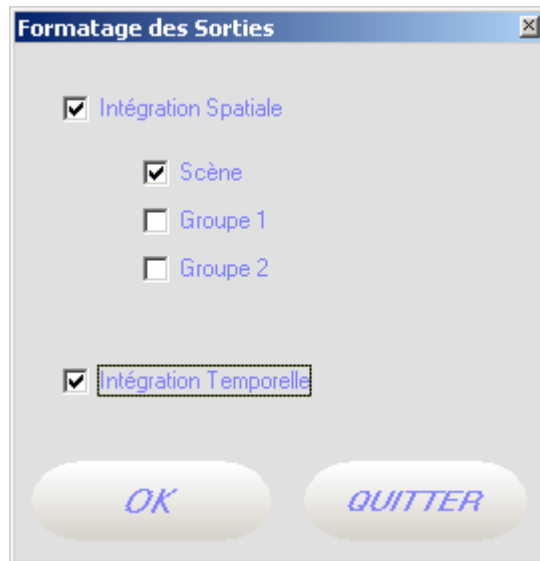 Formatage des Sorties
Intégration Spatiale
Scène
Groupe 1
Groupe 2
Intégration Temporelle
OK
QUITTER